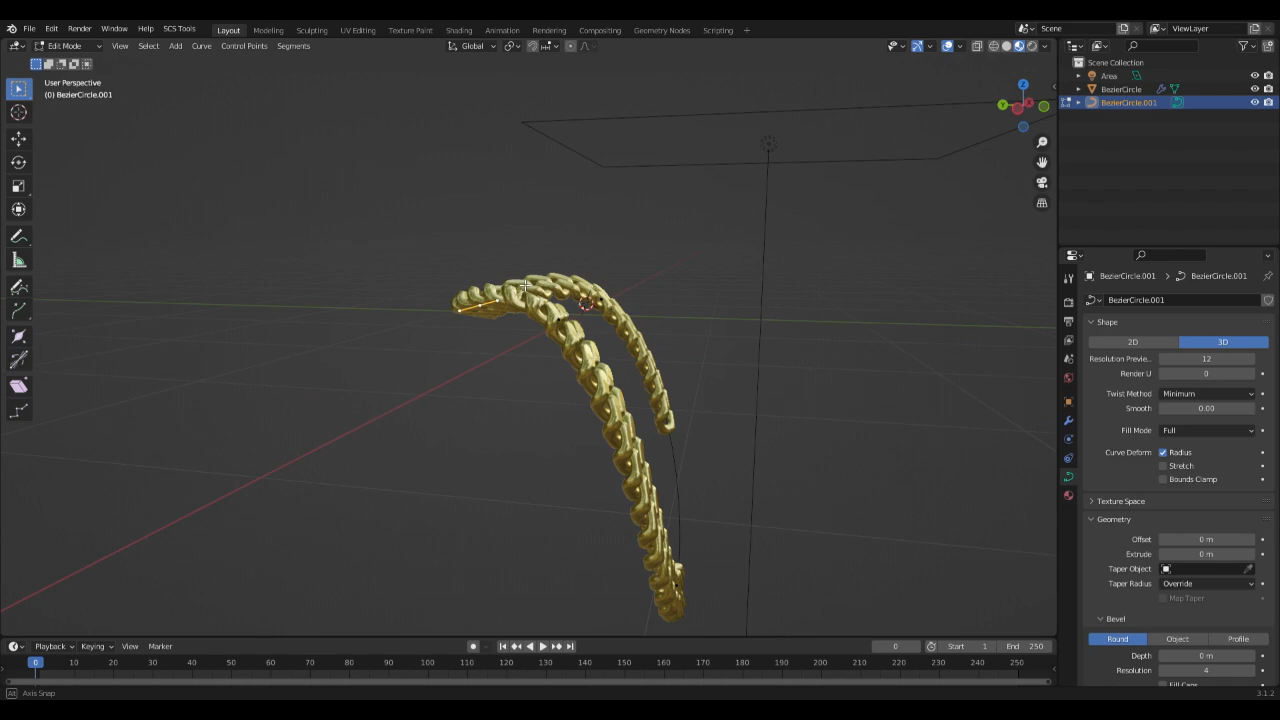 File Edit Render Window Help SCS Tools Layout Modeling Sculpting UV Editing Texture Paint Shading Animation Rendering Compositing Geometry Nodes Scripting + Scene ViewLayer
Edit Mode View Select Add Curve Control Points Segments Global
User Perspective
(0) BezierCircle.001
Scene Collection
Area
BezierCircle
BezierCircle.001
Z
Y
X
BezierCircle.001 BezierCircle.001
BezierCircle.001
Shape
2D 3D
Resolution Previe... 12
Render U 0
Twist Method Minimum
Smooth 0.00
Fill Mode Full
Curve Deform Radius
Stretch
Bounds Clamp
Texture Space
Geometry
Offset 0 m
Extrude 0 m
Taper Object
Taper Radius Override
Map Taper
Bevel
Round Object Profile
Depth 0 m
Resolution 4
Fill Caps
Playback Keying View Marker 0 Start 1 End 250
0 10 20 30 40 50 60 70 80 90 100 110 120 130 140 150 160 170 180 190 200 210 220 230 240 250
Alt Axis Snap 3.1.2